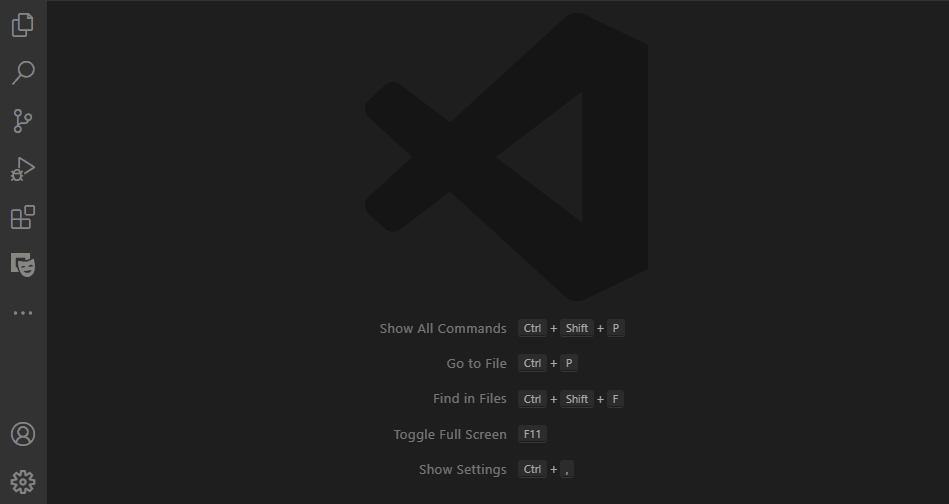 Show All Commands Ctrl + Shift + P
Go to File Ctrl + P
Find in Files Ctrl + Shift + F
Toggle Full Screen F11
Show Settings Ctrl + ,